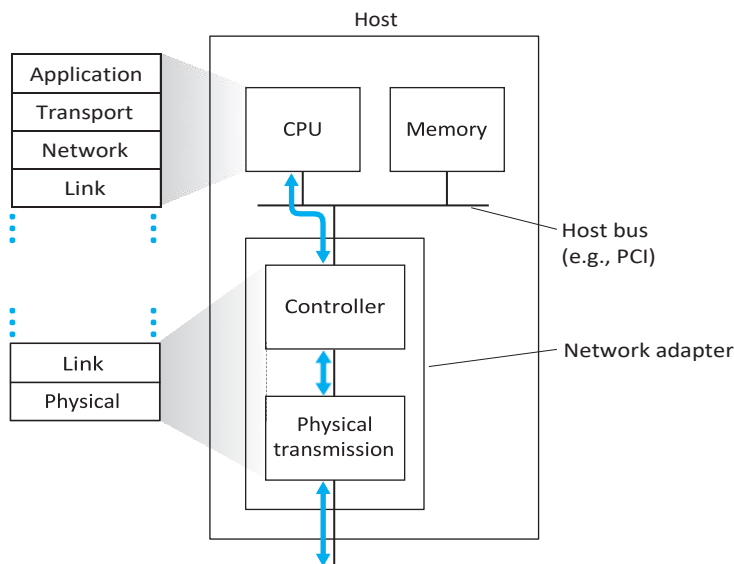 Host
Application
Transport
Network
Link
CPU
Memory
Host bus
(e.g., PCI)
Controller
Network adapter
Link
Physical
Physical
transmission